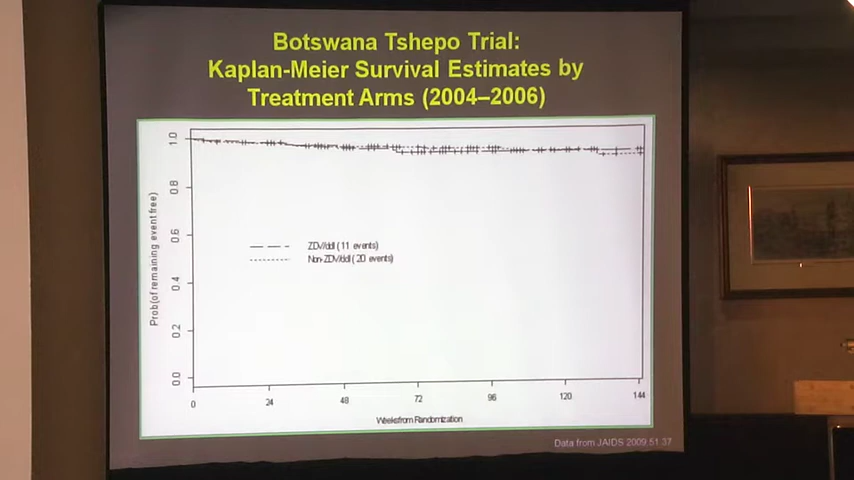 Botswana Tshepo Trial:
Kaplan-Meier Survival Estimates by
Treatment Arms (2004–2006)
Prob(of remaining event free)
1.0
0.8
0.6
0.4
0.2
0.0
ZDV/ddI (11 events)
Non-ZDV/ddI (20 events)
0 24 48 72 96 120 144
Weeks from Randomization
Data from JAIDS 2009:51:37